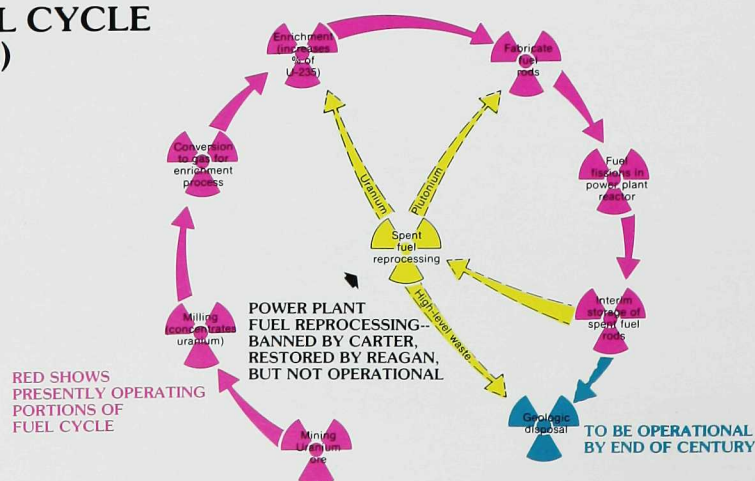 L CYCLE
)
Enrichment
(increases
% of
U-235)
Fabricate
fuel
rods
Conversion
to gas for
enrichment
process
Fuel
fissions in
power plant
reactor
Uranium
Plutonium
Spent
fuel
reprocessing
High-level waste
Interim
storage of
spent fuel
rods
Milling
(concentrates
uranium)
POWER PLANT
FUEL REPROCESSING--
BANNED BY CARTER,
RESTORED BY REAGAN,
BUT NOT OPERATIONAL
RED SHOWS
PRESENTLY OPERATING
PORTIONS OF
FUEL CYCLE
Geologic
disposal
TO BE OPERATIONAL
BY END OF CENTURY
Mining
Uranium
ore